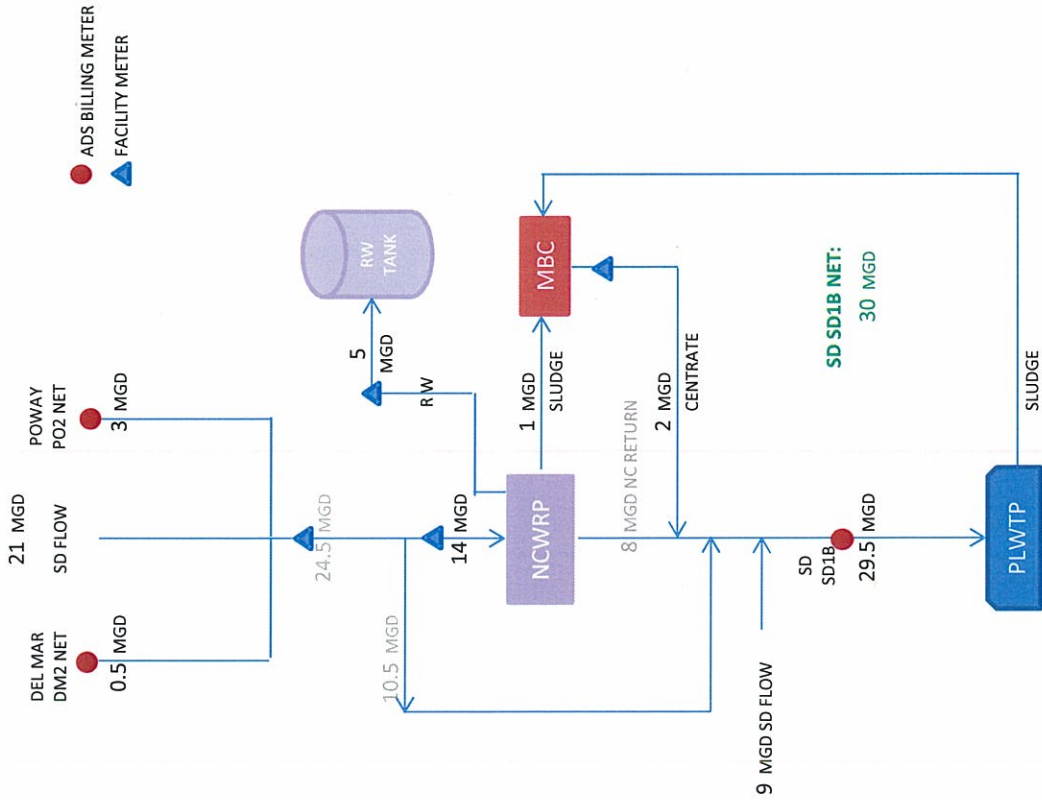 21 MGD
DEL MAR
DM2 NET
SD FLOW
POWAY
PO2 NET
0.5 MGD
3 MGD
ADS BILLING METER
FACILITY METER
24.5 MGD
10.5 MGD
14 MGD
5
MGD
RW
RW
TANK
NCWRP
1 MGD
SLUDGE
MBC
8 MGD NC RETURN
2 MGD
CENTRATE
9 MGD SD FLOW
SD
SD1B
29.5 MGD
SD SD1B NET:
30 MGD
PLWTP
SLUDGE